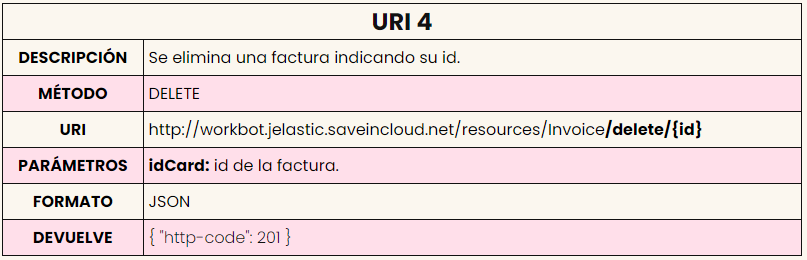 URI 4
DESCRIPCIÓN Se elimina una factura indicando su id.
MÉTODO DELETE
URI http://workbot.jelastic.saveincloud.net/resources/Invoice/delete/{id}
PARÁMETROS idCard: id de la factura.
FORMATO JSON
DEVUELVE { "http-code": 201 }